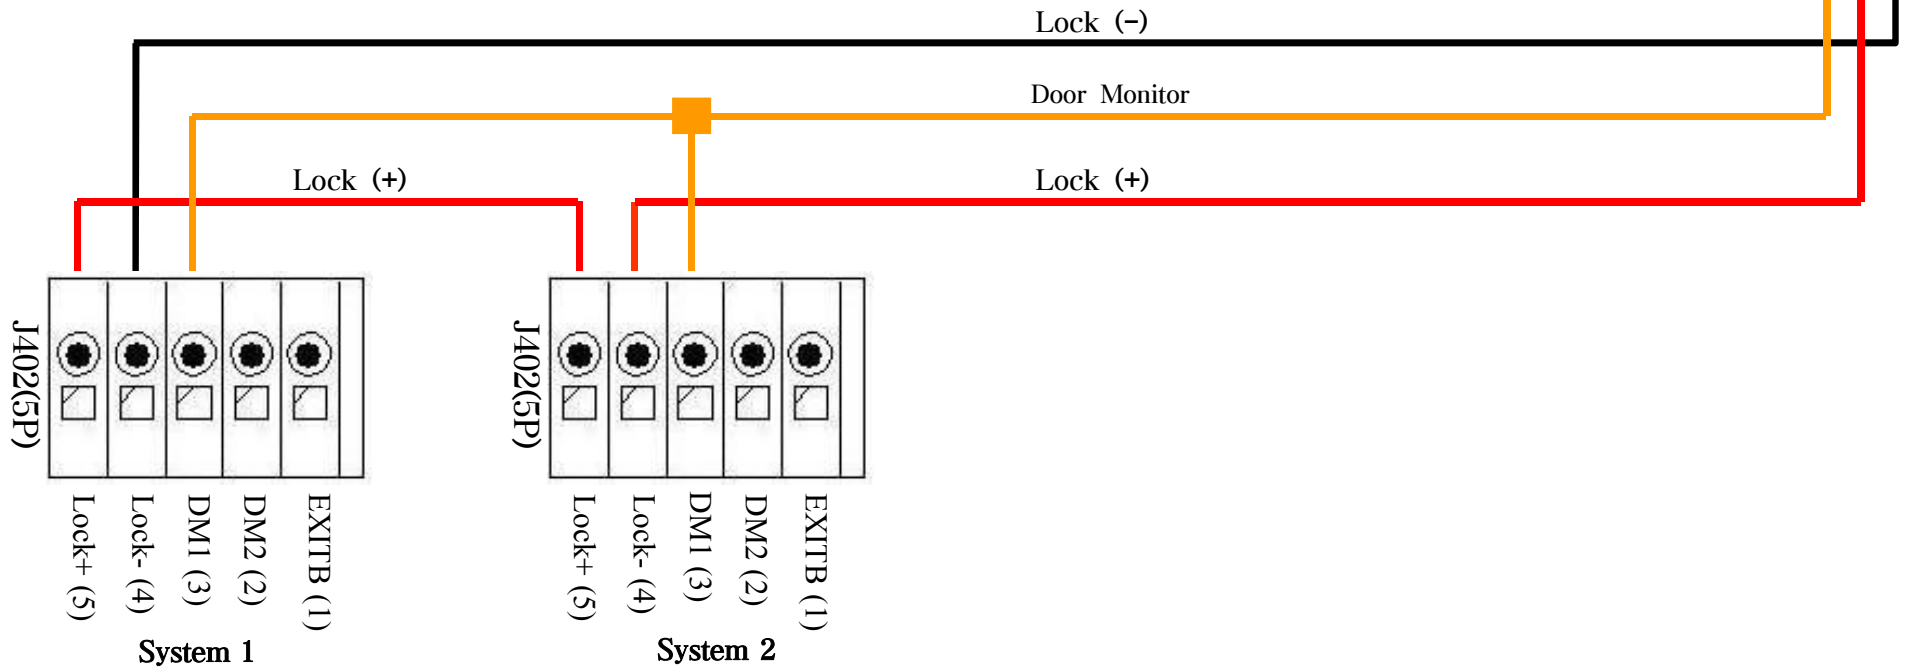 Lock (-)
Door Monitor
Lock (+)
Lock (+)
J402(5P)
J402(5P)
Lock+ (5)
Lock- (4)
DM1 (3)
DM2 (2)
EXITB (1)
Lock+ (5)
Lock- (4)
DM1 (3)
DM2 (2)
EXITB (1)
System 1
System 2